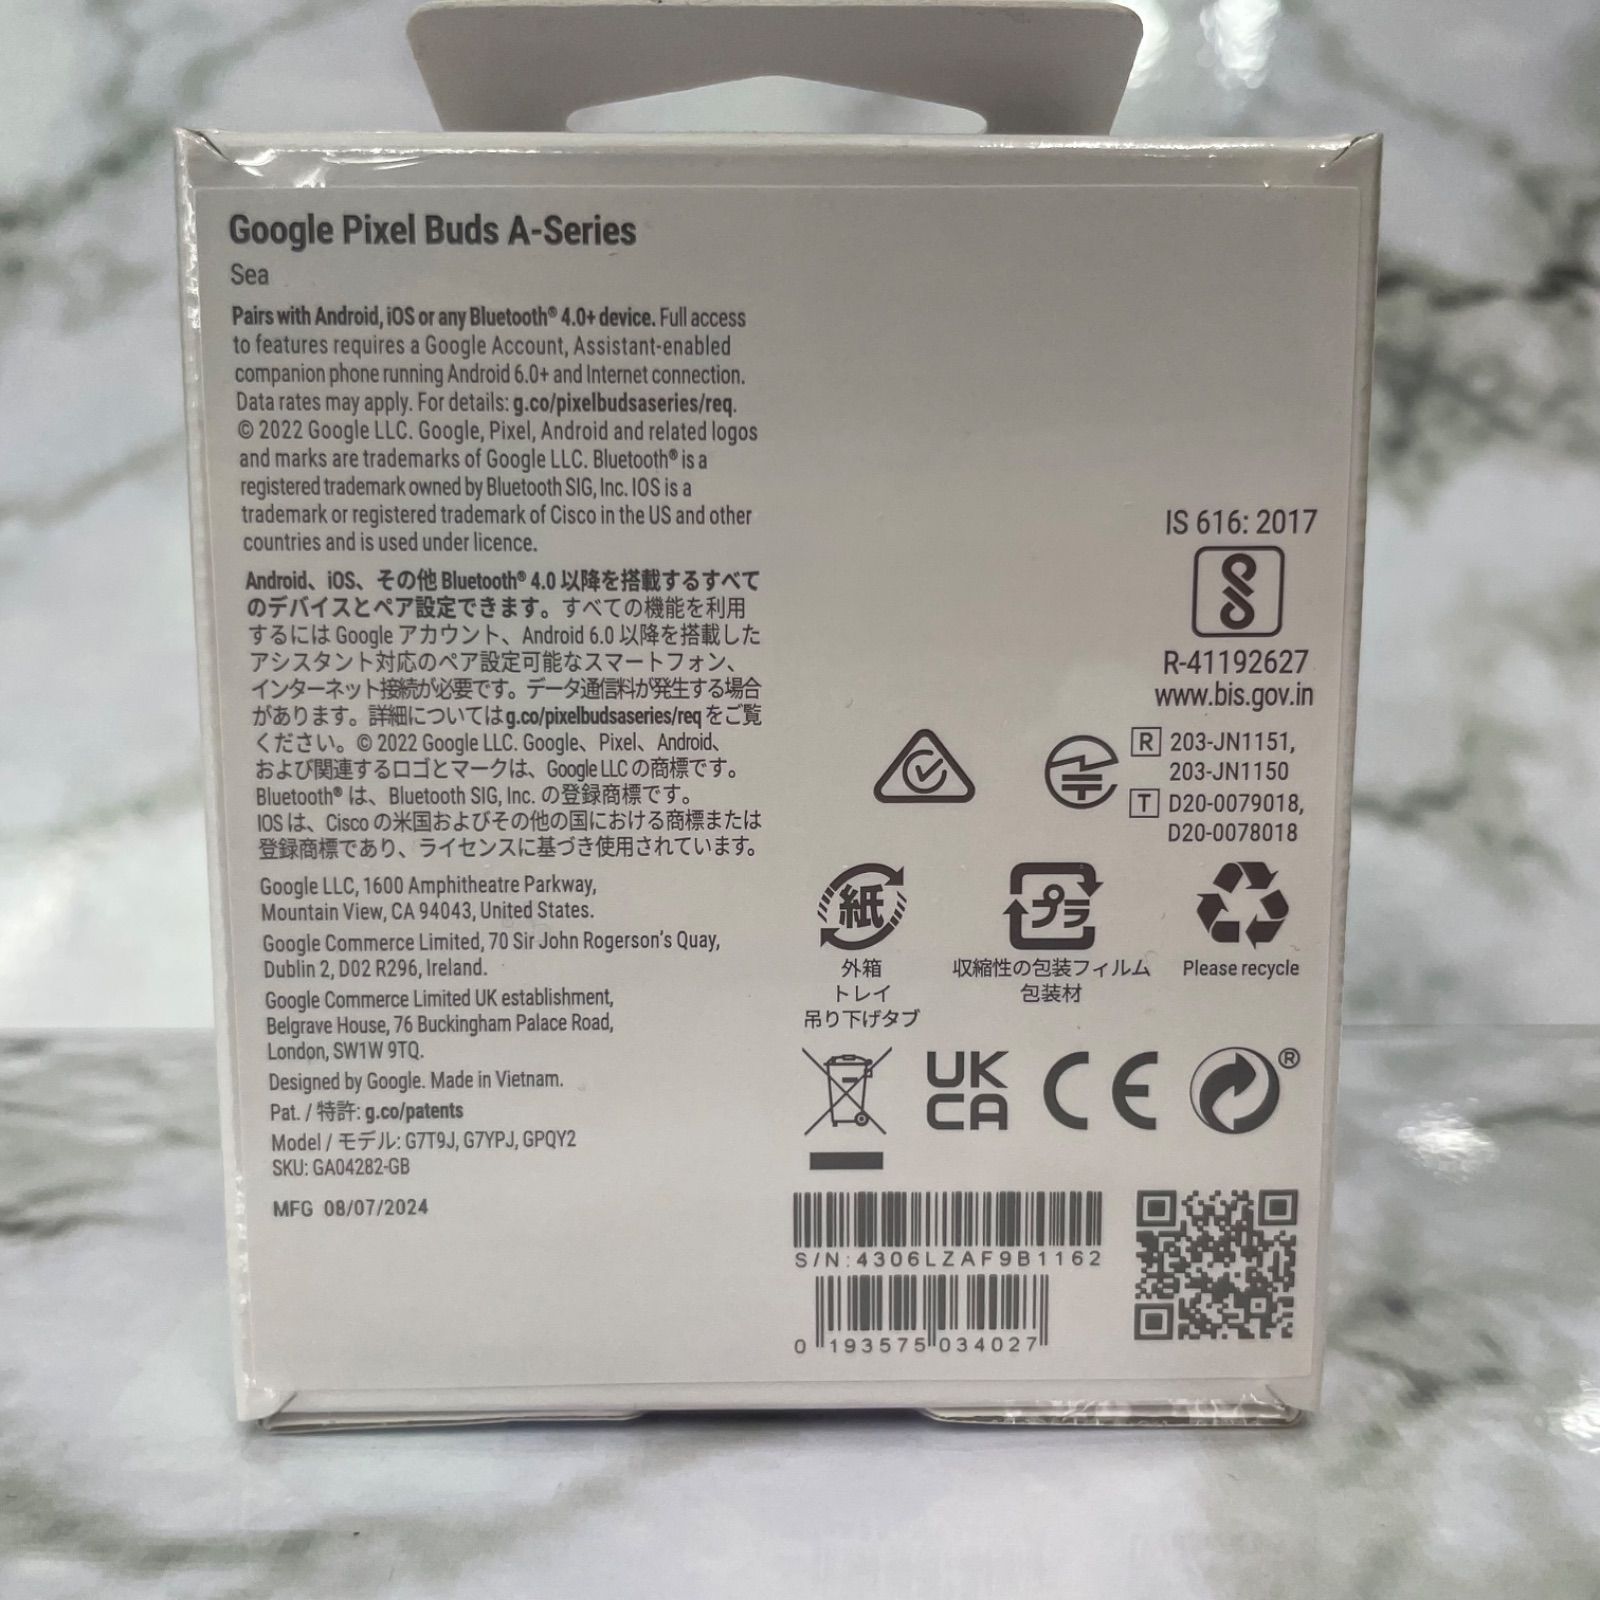 Google Pixel Buds A-Series
Sea
Pairs with Android, iOS or any Bluetooth® 4.0+ device. Full access
to features requires a Google Account, Assistant-enabled
companion phone running Android 6.0+ and Internet connection.
Data rates may apply. For details: g.co/pixelbudsaseries/req.
© 2022 Google LLC. Google, Pixel, Android and related logos
and marks are trademarks of Google LLC. Bluetooth® is a
registered trademark owned by Bluetooth SIG, Inc. IOS is a
trademark or registered trademark of Cisco in the US and other
countries and is used under licence.
Android、iOS、その他 Bluetooth® 4.0 以降を搭載するすべて
のデバイスとペア設定できます。すべての機能を利用
するには Google アカウント、Android 6.0 以降を搭載した
アシスタント対応のペア設定可能なスマートフォン、
インターネット接続が必要です。データ通信料が発生する場合
があります。詳細については g.co/pixelbudsaseries/req をご覧
ください。© 2022 Google LLC. Google、Pixel、Android、
および関連するロゴとマークは、Google LLC の商標です。
Bluetooth® は、Bluetooth SIG, Inc. の登録商標です。
IOS は、Cisco の米国およびその他の国における商標または
登録商標であり、ライセンスに基づき使用されています。
Google LLC, 1600 Amphitheatre Parkway,
Mountain View, CA 94043, United States.
Google Commerce Limited, 70 Sir John Rogerson's Quay,
Dublin 2, D02 R296, Ireland.
Google Commerce Limited UK establishment,
Belgrave House, 76 Buckingham Palace Road,
London, SW1W 9TQ.
Designed by Google. Made in Vietnam.
Pat. / 特許: g.co/patents
Model / モデル: G7T9J, G7YPJ, GPQY2
SKU: GA04282-GB
MFG 08/07/2024
IS 616: 2017
R-41192627
www.bis.gov.in
R 203-JN1151,
203-JN1150
T D20-0079018,
D20-0078018
紙
外箱
トレイ
吊り下げタブ
プラ
収縮性の包装フィルム
包装材
Please recycle
UK
CA
CE
®
S/N:4306LZAF9B1162
0 193575 034027